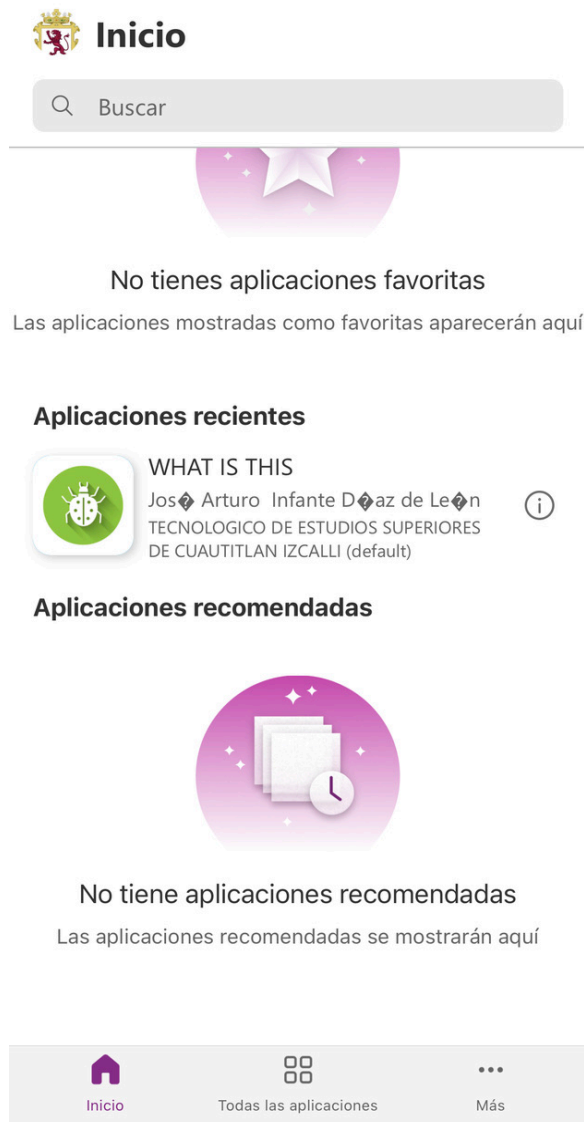 Inicio
Buscar
No tienes aplicaciones favoritas
Las aplicaciones mostradas como favoritas aparecerán aquí
Aplicaciones recientes
WHAT IS THIS
Jos� Arturo Infante D�az de Le�n
TECNOLOGICO DE ESTUDIOS SUPERIORES
DE CUAUTITLAN IZCALLI (default)
Aplicaciones recomendadas
No tiene aplicaciones recomendadas
Las aplicaciones recomendadas se mostrarán aquí
Inicio
Todas las aplicaciones
Más